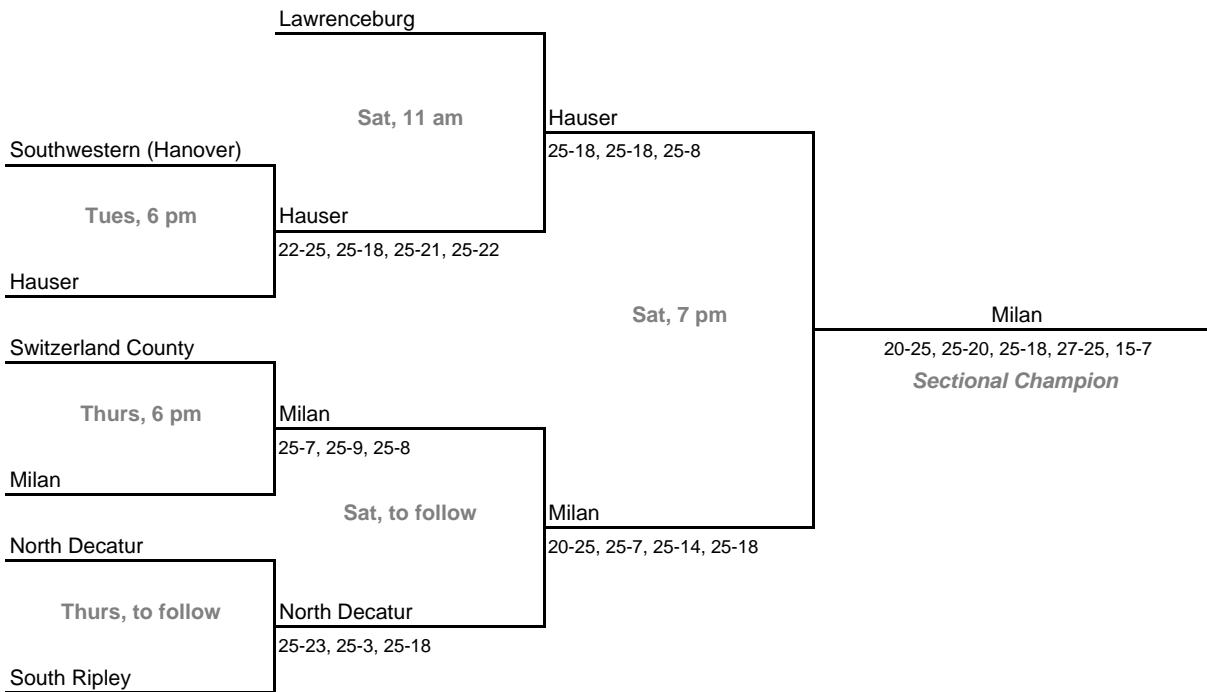 Lawrenceburg
Sat, 11 am
Hauser
Southwestern (Hanover)
25-18, 25-18, 25-8
Tues, 6 pm
Hauser
22-25, 25-18, 25-21, 25-22
Hauser
Sat, 7 pm
Milan
Switzerland County
20-25, 25-20, 25-18, 27-25, 15-7
Sectional Champion
Thurs, 6 pm
Milan
25-7, 25-9, 25-8
Milan
Sat, to follow
Milan
North Decatur
20-25, 25-7, 25-14, 25-18
Thurs, to follow
North Decatur
25-23, 25-3, 25-18
South Ripley